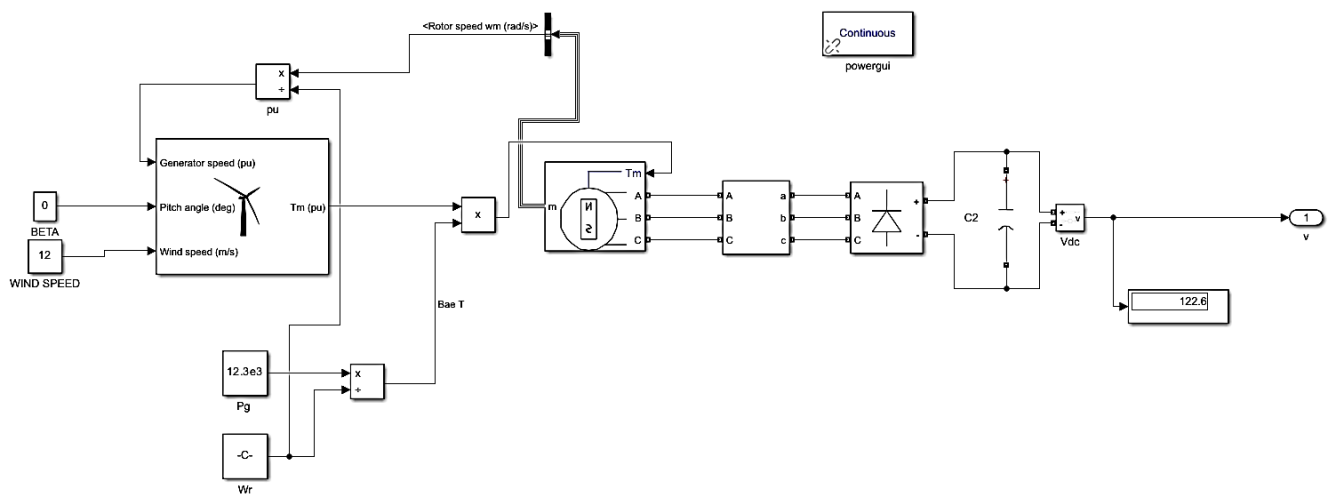 <Rotor speed wm (rad/s)>
Continuous
powergui
x
÷
pu
Generator speed (pu)
Pitch angle (deg)
Wind speed (m/s)
Tm (pu)
0
BETA
12
WIND SPEED
x
Tm
m
N
S
A
B
C
A
B
C
a
b
c
A
B
C
+
-
C2
+
+
-
v
Vdc
1
v
122.6
Bae T
12.3e3
Pg
x
÷
-C-
Wr